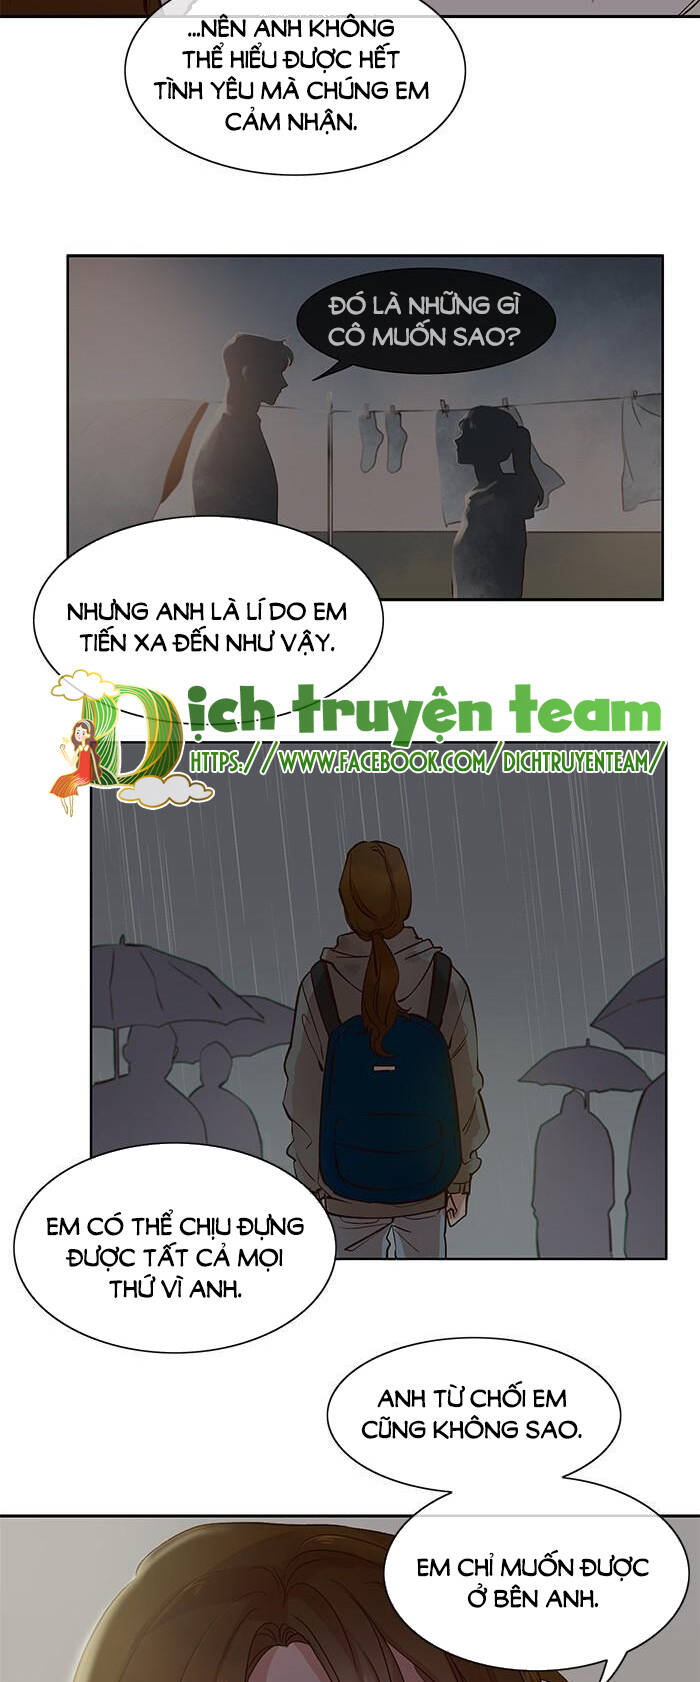 ...NÊN ANH KHÔNG
THỂ HIỂU ĐƯỢC HẾT
TÌNH YÊU MÀ CHÚNG EM
CẢM NHẬN.
ĐÓ LÀ NHỮNG GÌ
CÔ MUỐN SAO?
NHƯNG ANH LÀ LÍ DO EM
TIẾN XA ĐẾN NHƯ VẬY.
Dịch truyện team
HTTPS://WWW.FACEBOOK.COM/DICHTRUYENTEAM/
EM CÓ THỂ CHỊU ĐỰNG
ĐƯỢC TẤT CẢ MỌI
THỨ VÌ ANH.
ANH TỪ CHỐI EM
CŨNG KHÔNG SAO.
EM CHỈ MUỐN ĐƯỢC
Ở BÊN ANH.